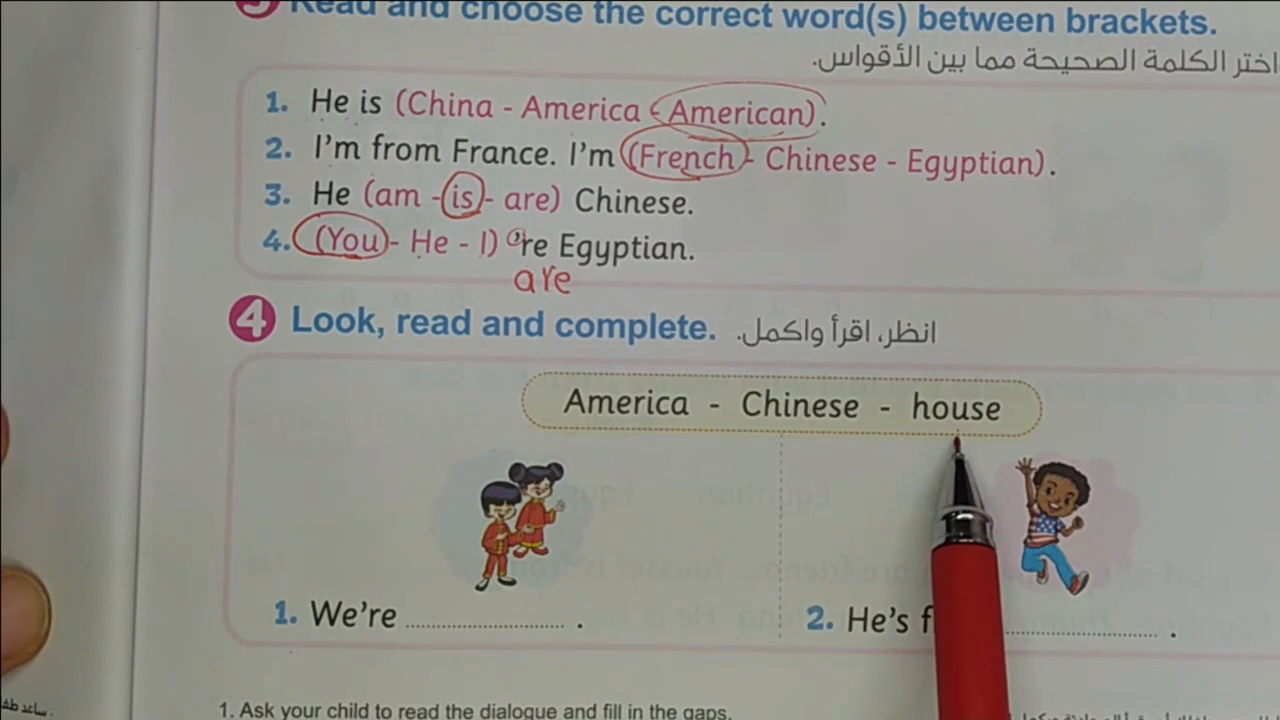 Read and choose the correct word(s) between brackets.
اختر الكلمة الصحيحة مما بين الأقواس.
1. He is (China - America - American).
2. I'm from France. I'm (French - Chinese - Egyptian).
3. He (am - is - are) Chinese.
4. (You - He - I) 're Egyptian.
are
4 Look, read and complete. انظر، اقرأ واكمل.
America - Chinese - house
1. We're .................... .
2. He's f .................... .
1. Ask your child to read the dialogue and fill in the gaps.